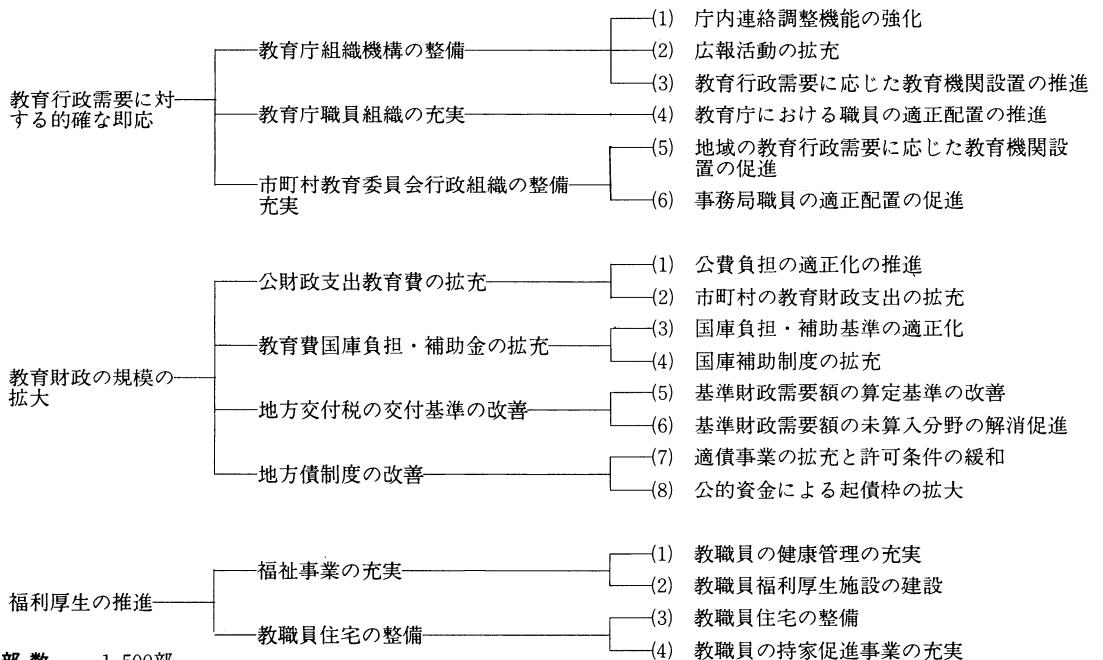 教育行政需要に対
する的確な即応
教育庁組織機構の整備
(1) 庁内連絡調整機能の強化
(2) 広報活動の拡充
(3) 教育行政需要に応じた教育機関設置の推進
教育庁職員組織の充実
(4) 教育庁における職員の適正配置の推進
市町村教育委員会行政組織の整備
充実
(5) 地域の教育行政需要に応じた教育機関設
置の促進
(6) 事務局職員の適正配置の促進
教育財政の規模の
拡大
公財政支出教育費の拡充
(1) 公費負担の適正化の推進
(2) 市町村の教育財政支出の拡充
教育費国庫負担・補助金の拡充
(3) 国庫負担・補助基準の適正化
(4) 国庫補助制度の拡充
地方交付税の交付基準の改善
(5) 基準財政需要額の算定基準の改善
(6) 基準財政需要額の未算入分野の解消促進
地方債制度の改善
(7) 適債事業の拡充と許可条件の緩和
(8) 公的資金による起債枠の拡大
福利厚生の推進
福祉事業の充実
(1) 教職員の健康管理の充実
(2) 教職員福利厚生施設の建設
教職員住宅の整備
(3) 教職員住宅の整備
(4) 教職員の持家促進事業の充実
部数 1,500部